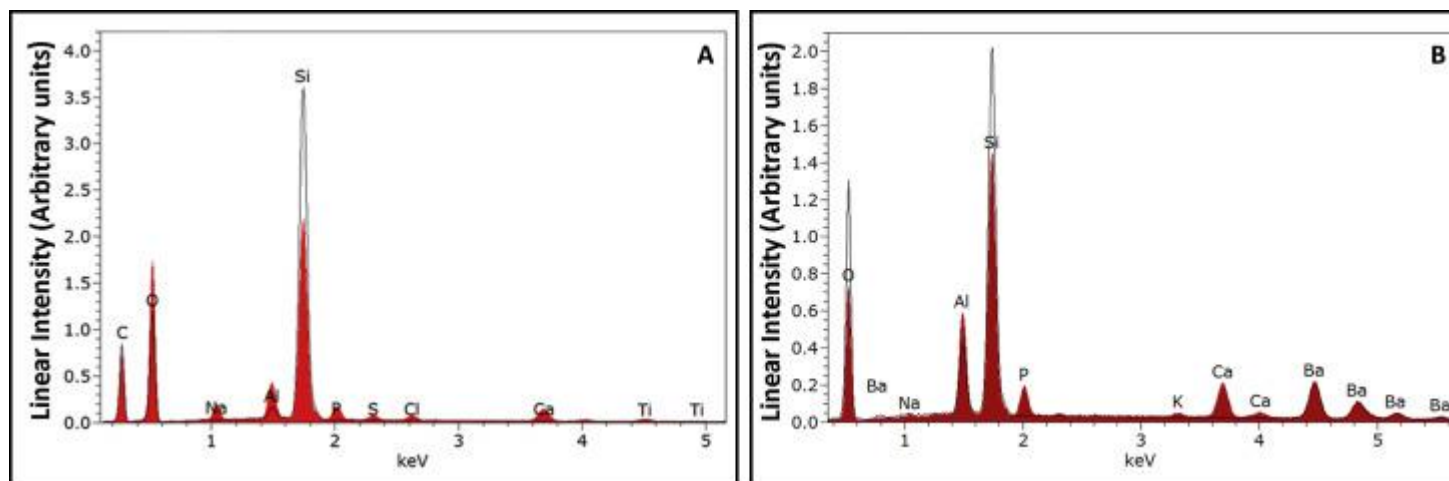 Linear Intensity (Arbitrary units)
4.0
3.5
3.0
2.5
2.0
1.5
1.0
0.5
0.0
A
Si
C
O
Na
Al
P
S
Cl
Ca
Ti
Ti
1
2
3
4
5
keV
Linear Intensity (Arbitrary units)
2.0
1.8
1.6
1.4
1.2
1.0
0.8
0.6
0.4
0.2
0.0
B
Si
O
Al
Ba
Na
P
K
Ca
Ca
Ba
Ba
Ba
Ba
1
2
3
4
5
keV